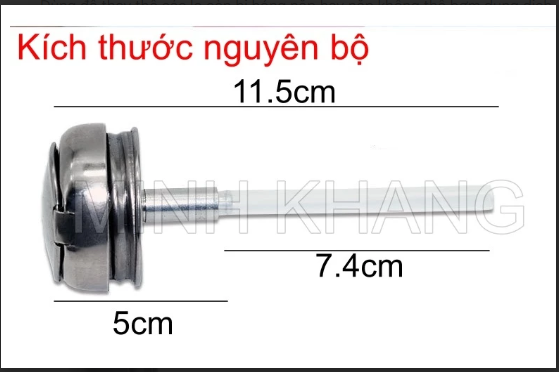 Kích thước nguyên bộ
11.5cm
MINH KHANG
7.4cm
5cm